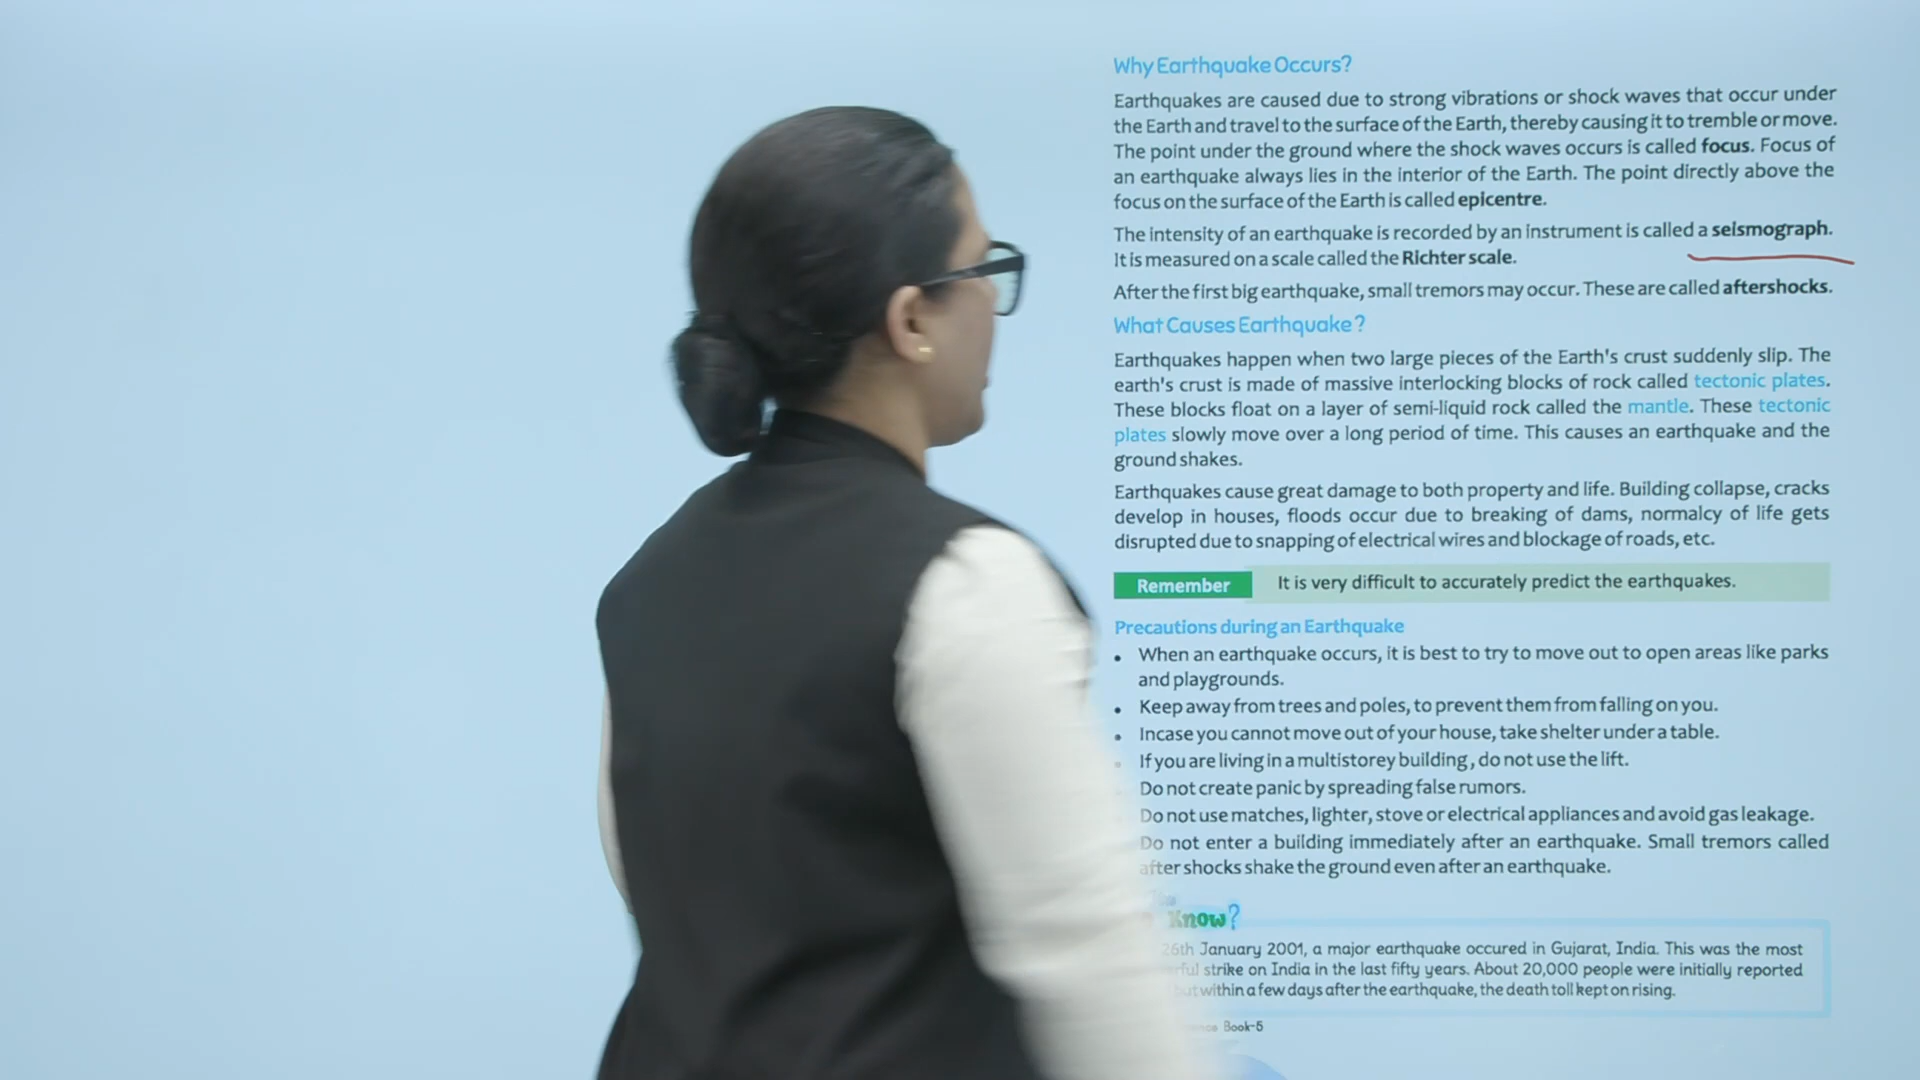 Why Earthquake Occurs?
Earthquakes are caused due to strong vibrations or shock waves that occur under
the Earth and travel to the surface of the Earth, thereby causing it to tremble or move.
The point under the ground where the shock waves occurs is called focus. Focus of
an earthquake always lies in the interior of the Earth. The point directly above the
focus on the surface of the Earth is called epicentre.
The intensity of an earthquake is recorded by an instrument is called a seismograph.
It is measured on a scale called the Richter scale.
After the first big earthquake, small tremors may occur. These are called aftershocks.
What Causes Earthquake?
Earthquakes happen when two large pieces of the Earth's crust suddenly slip. The
earth's crust is made of massive interlocking blocks of rock called tectonic plates.
These blocks float on a layer of semi-liquid rock called the mantle. These tectonic
plates slowly move over a long period of time. This causes an earthquake and the
ground shakes.
Earthquakes cause great damage to both property and life. Building collapse, cracks
develop in houses, floods occur due to breaking of dams, normalcy of life gets
disrupted due to snapping of electrical wires and blockage of roads, etc.
Remember It is very difficult to accurately predict the earthquakes.
Precautions during an Earthquake
• When an earthquake occurs, it is best to try to move out to open areas like parks
and playgrounds.
• Keep away from trees and poles, to prevent them from falling on you.
• Incase you cannot move out of your house, take shelter under a table.
• If you are living in a multistorey building, do not use the lift.
Do not create panic by spreading false rumors.
Do not use matches, lighter, stove or electrical appliances and avoid gas leakage.
Do not enter a building immediately after an earthquake. Small tremors called
after shocks shake the ground even after an earthquake.
Know?
26th January 2001, a major earthquake occured in Gujarat, India. This was the most
strike on India in the last fifty years. About 20,000 people were initially reported
but within a few days after the earthquake, the death toll kept on rising.
Book-5